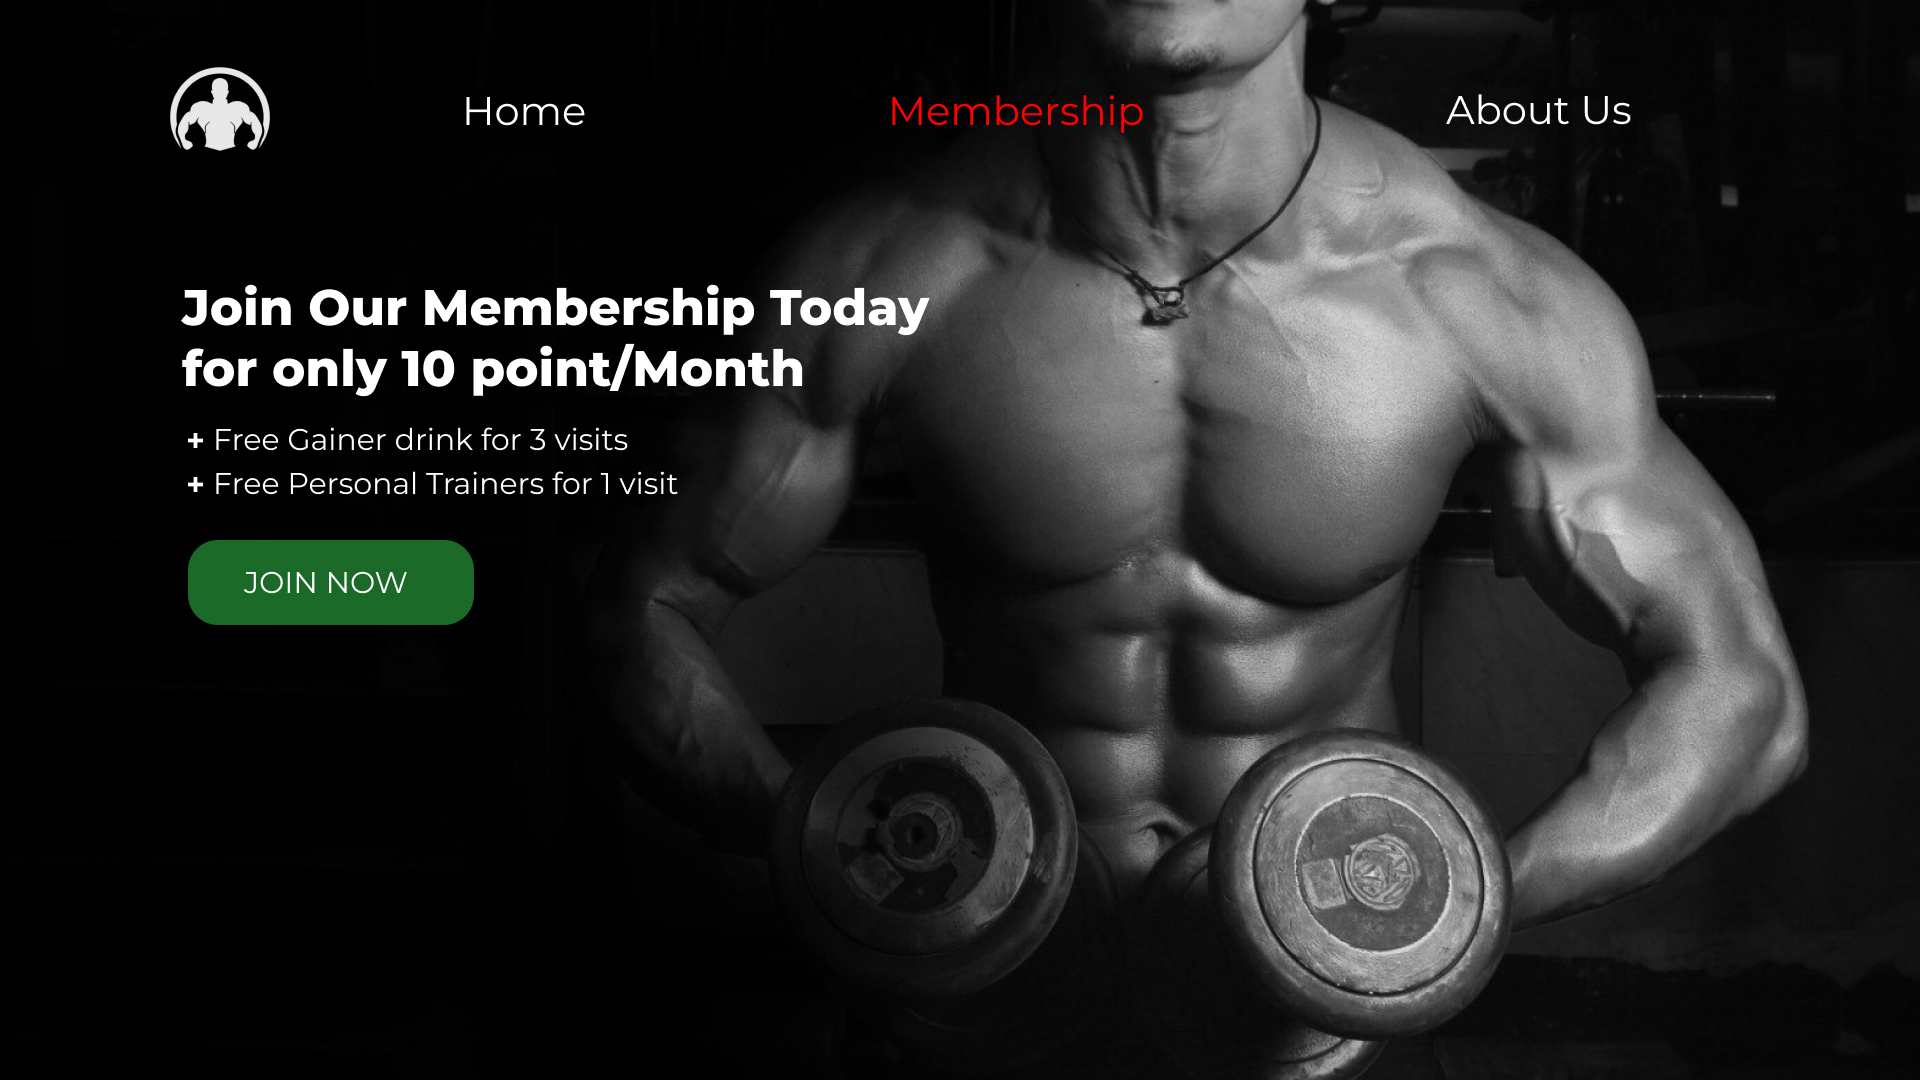 Home
Membership
About Us
Join Our Membership Today
for only 10 point/Month
+ Free Gainer drink for 3 visits
+ Free Personal Trainers for 1 visit
JOIN NOW